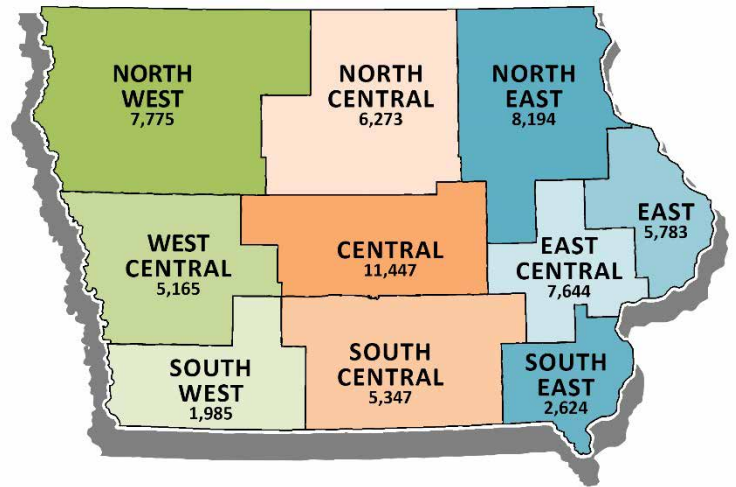 NORTH
WEST
7,775
NORTH
CENTRAL
6,273
NORTH
EAST
8,194
WEST
CENTRAL
5,165
CENTRAL
11,447
EAST
CENTRAL
7,644
EAST
5,783
SOUTH
WEST
1,985
SOUTH
CENTRAL
5,347
SOUTH
EAST
2,624